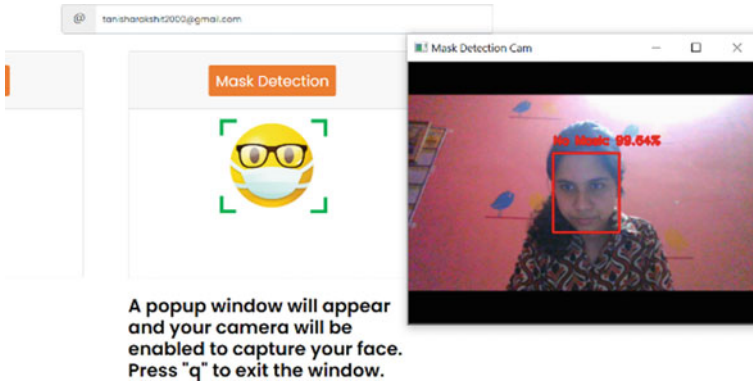 @ tanisharakshit2000@gmail.com
Mask Detection Cam
Mask Detection
No Mask: 99.64%
A popup window will appear
and your camera will be
enabled to capture your face.
Press "q" to exit the window.